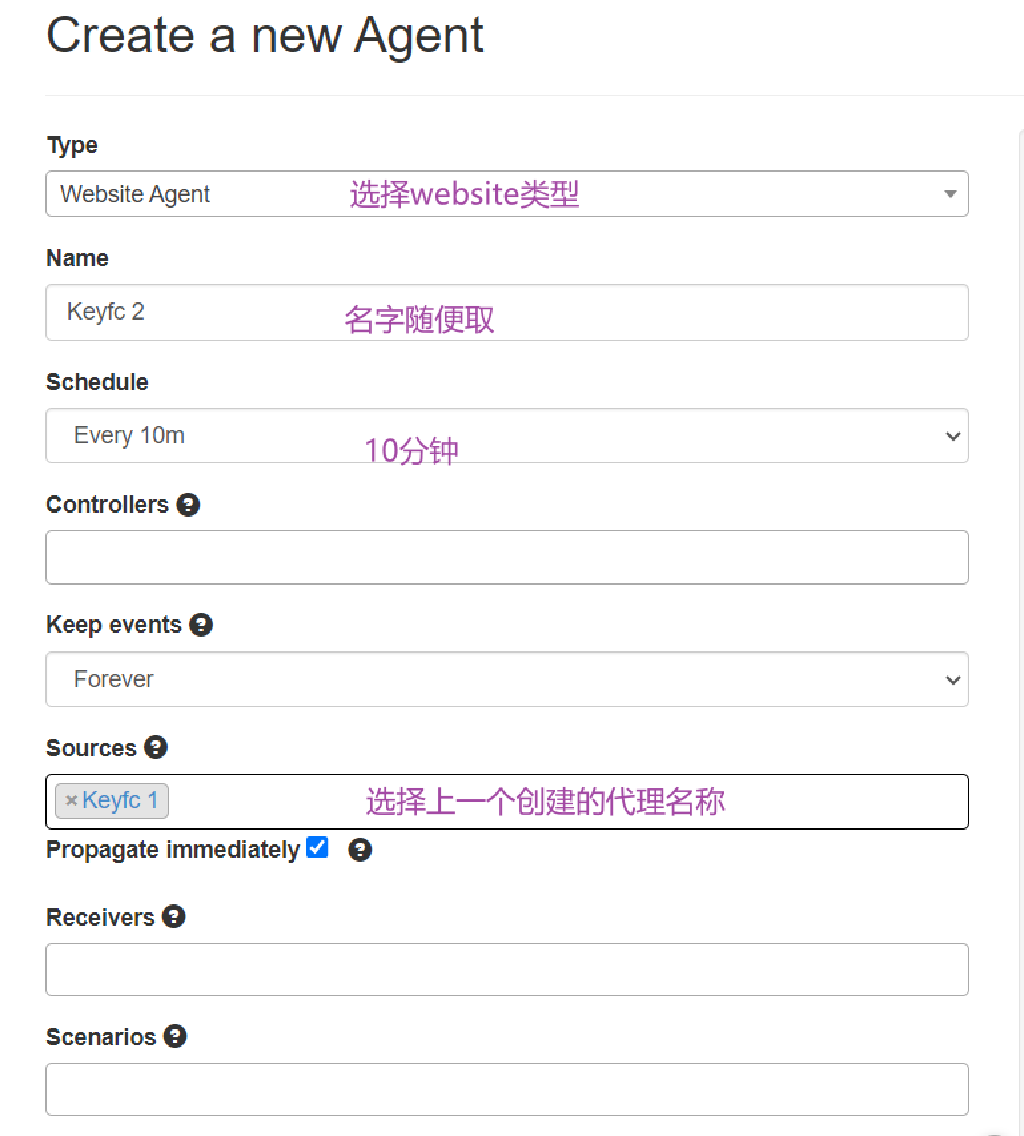 Create a new Agent
Type
Website Agent 选择website类型
Name
Keyfc 2 名字随便取
Schedule
Every 10m 10分钟
Controllers ?
Keep events ?
Forever
Sources ?
×Keyfc 1 选择上一个创建的代理名称
Propagate immediately ?
Receivers ?
Scenarios ?